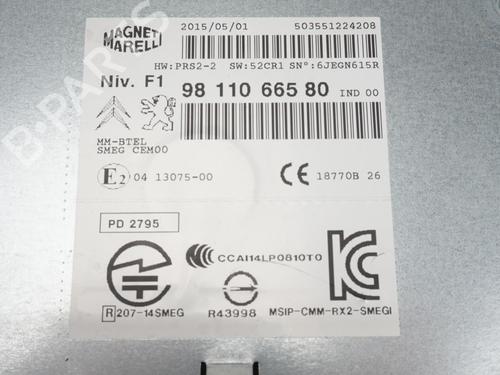 MAGNETI
MARELLI
2015/05/01
503551224208
HW:PRS2-2 SW:52CR1 SN°:6JEGN615R
Niv. F1
98 110 665 80 IND 00
MM-BTEL
SMEG CEM00
E2 04 13075-00
CE 18770B 26
PD 2795
CCAI14LP0810T0
R 207-14SMEG
R43998
MSIP-CMM-RX2-SMEGI
B-PARTS